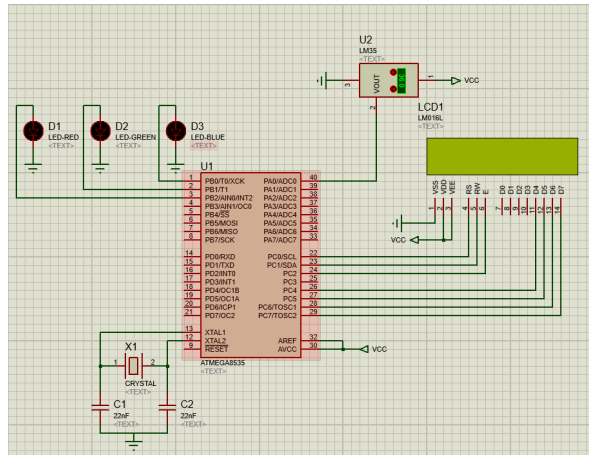 U2
LM35
<TEXT>
3
VOUT
1
VCC
2
LCD1
LM016L
<TEXT>
D1
LED-RED
<TEXT>
D2
LED-GREEN
<TEXT>
D3
LED-BLUE
<TEXT>
VSS VDD VEE RS RW E D0 D1 D2 D3 D4 D5 D6 D7
1 2 3 4 5 6 7 8 9 10 11 12 13 14
VCC
U1
1 PB0/T0/XCK PA0/ADC0 40
2 PB1/T1 PA1/ADC1 39
3 PB2/AIN0/INT2 PA2/ADC2 38
4 PB3/AIN1/OC0 PA3/ADC3 37
5 PB4/SS PA4/ADC4 36
6 PB5/MOSI PA5/ADC5 35
7 PB6/MISO PA6/ADC6 34
8 PB7/SCK PA7/ADC7 33
14 PD0/RXD PC0/SCL 22
15 PD1/TXD PC1/SDA 23
16 PD2/INT0 PC2 24
17 PD3/INT1 PC3 25
18 PD4/OC1B PC4 26
19 PD5/OC1A PC5 27
20 PD6/ICP1 PC6/TOSC1 28
21 PD7/OC2 PC7/TOSC2 29
13 XTAL1
12 XTAL2 AREF 32
9 RESET AVCC 30
VCC
ATMEGA8535
<TEXT>
X1
1 2
CRYSTAL
<TEXT>
C1
22nF
<TEXT>
C2
22nF
<TEXT>